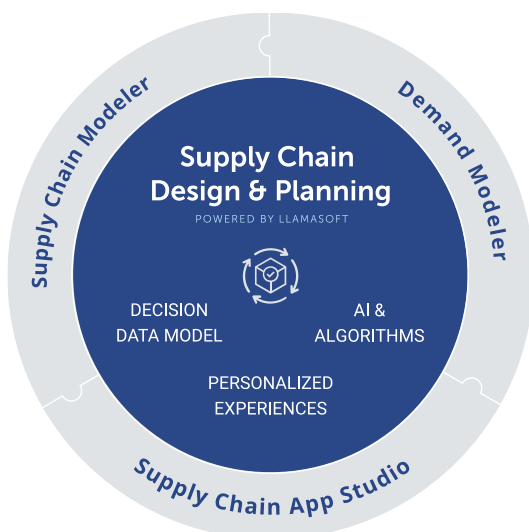 Supply Chain Modeler
Demand Modeler
Supply Chain
Design & Planning
POWERED BY LLAMASOFT
DECISION
DATA MODEL
AI &
ALGORITHMS
PERSONALIZED
EXPERIENCES
Supply Chain App Studio